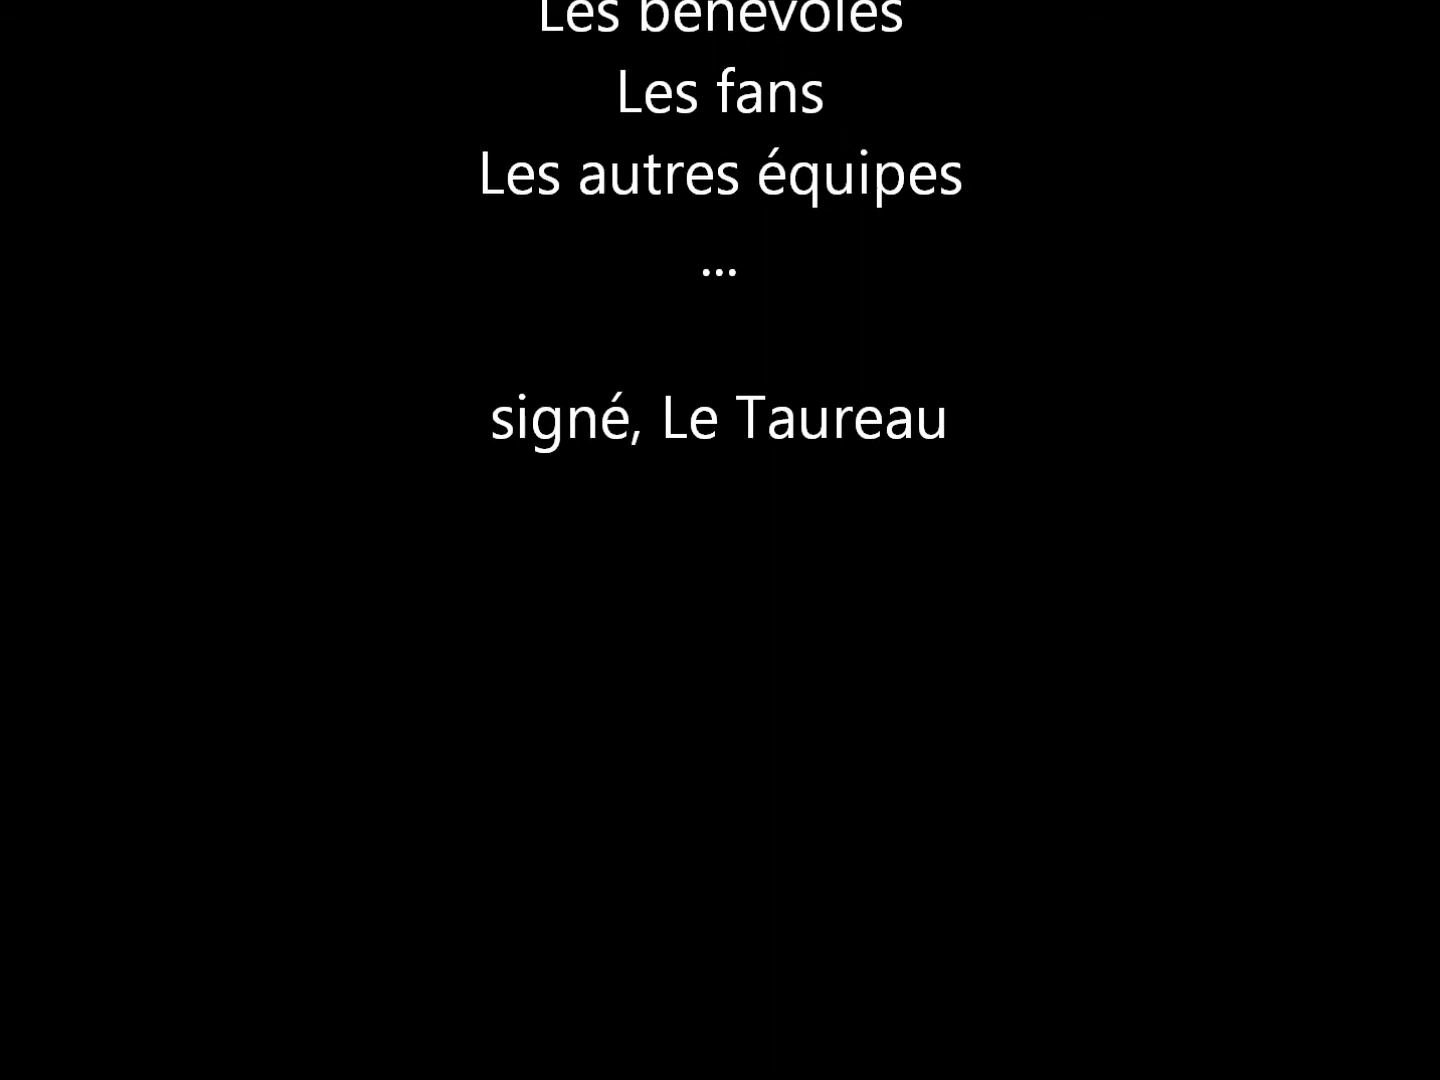 Les bénévoles
Les fans
Les autres équipes
...
signé, Le Taureau